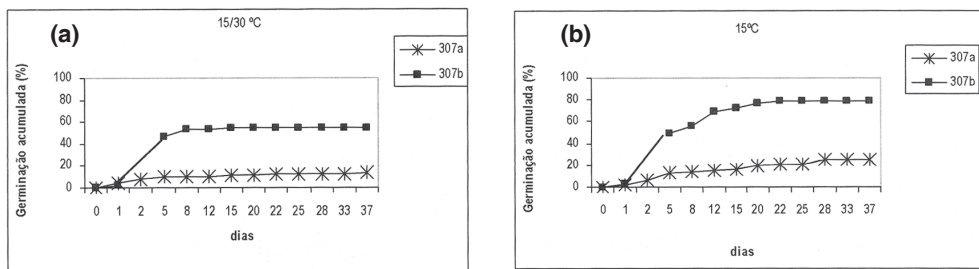 (a)
15/30 ºC
307a
307b
Germinação acumulada (%)
100
80
60
40
20
0
0 1 2 5 8 12 15 20 22 25 28 33 37
dias
(b)
15ºC
307a
307b
Germinação acumulada (%)
100
80
60
40
20
0
0 1 2 5 8 12 15 20 22 25 28 33 37
dias